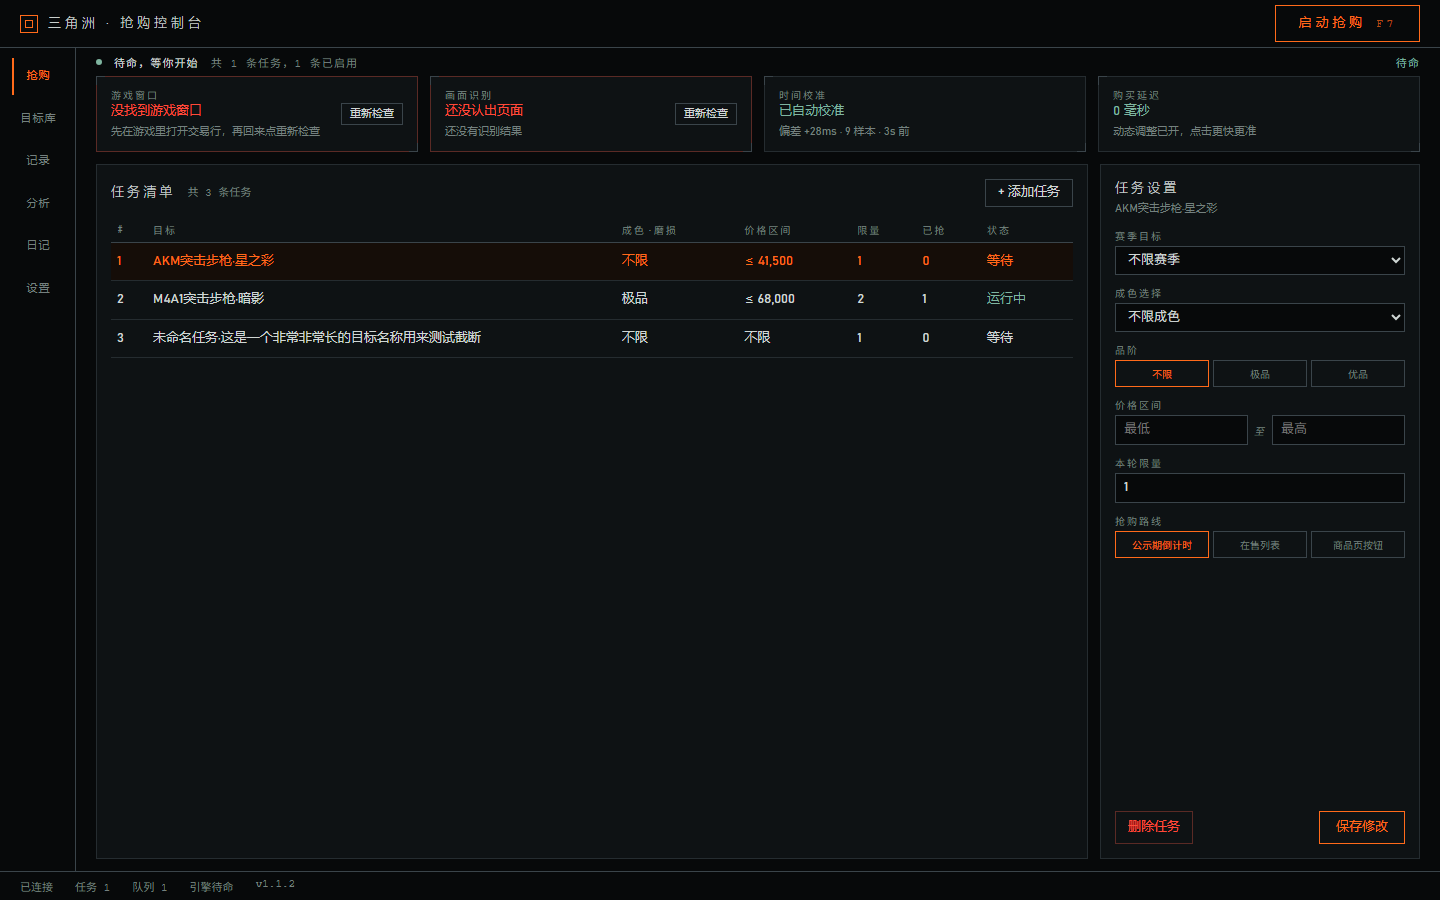 三角洲 · 抢购控制台
启动抢购 F7
抢购
目标库
记录
分析
日记
设置
待命，等你开始 共 1 条任务，1 条已启用
待命
游戏窗口
没找到游戏窗口
先在游戏里打开交易行，再回来点重新检查
重新检查
画面识别
还没认出页面
还没有识别结果
重新检查
时间校准
已自动校准
偏差 +28ms · 9 样本 · 3s 前
购买延迟
0 毫秒
动态调整已开，点击更快更准
任务清单 共 3 条任务
+ 添加任务
# 目标 成色 · 磨损 价格区间 限量 已抢 状态
1 AKM突击步枪·星之彩 不限 ≤ 41,500 1 0 等待
2 M4A1突击步枪·暗影 极品 ≤ 68,000 2 1 运行中
3 未命名任务·这是一个非常非常长的目标名称用来测试截断 不限 不限 1 0 等待
任务设置
AKM突击步枪·星之彩
赛季目标
不限赛季
成色选择
不限成色
品阶
不限 极品 优品
价格区间
最低 至 最高
本轮限量
1
抢购路线
公示期倒计时 在售列表 商品页按钮
删除任务 保存修改
已连接 任务 1 队列 1 引擎待命 v1.1.2